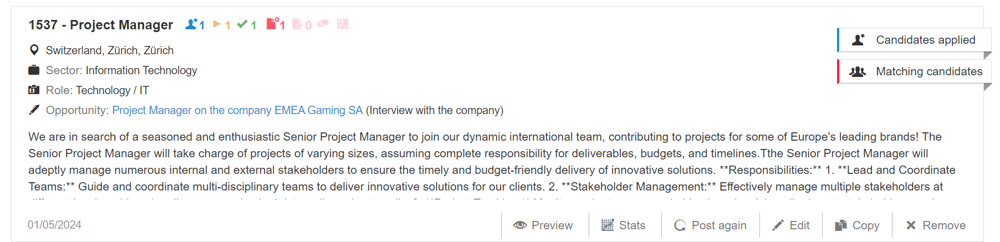 1537 - Project Manager 1 1 1 1 0
Candidates applied
Switzerland, Zürich, Zürich
Matching candidates
Sector: Information Technology
Role: Technology / IT
Opportunity: Project Manager on the company EMEA Gaming SA (Interview with the company)
We are in search of a seasoned and enthusiastic Senior Project Manager to join our dynamic international team, contributing to projects for some of Europe's leading brands! The
Senior Project Manager will take charge of projects of varying sizes, assuming complete responsibility for deliverables, budgets, and timelines.Tthe Senior Project Manager will
adeptly manage numerous internal and external stakeholders to ensure the timely and budget-friendly delivery of innovative solutions. **Responsibilities:** 1. **Lead and Coordinate
Teams:** Guide and coordinate multi-disciplinary teams to deliver innovative solutions for our clients. 2. **Stakeholder Management:** Effectively manage multiple stakeholders at
01/05/2024 Preview Stats Post again Edit Copy Remove